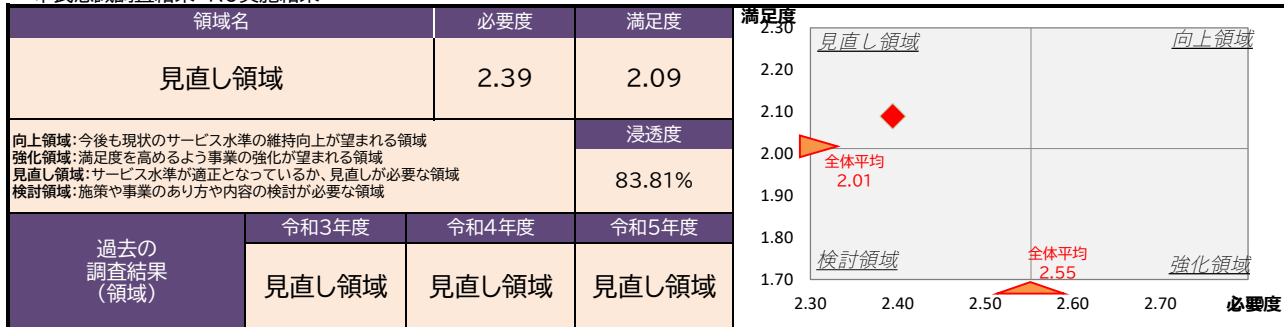 領域名 必要度 満足度
見直し領域 2.39 2.09
向上領域:今後も現状のサービス水準の維持向上が望まれる領域
強化領域:満足度を高めるよう事業の強化が望まれる領域
見直し領域:サービス水準が適正となっているか、見直しが必要な領域
検討領域:施策や事業のあり方や内容の検討が必要な領域
浸透度
83.81%
過去の
調査結果
(領域)
令和3年度 令和4年度 令和5年度
見直し領域 見直し領域 見直し領域
満足度
2.30
見直し領域 向上領域
2.20
2.10
2.00
全体平均
2.01
1.90
1.80
検討領域 強化領域
全体平均
2.55
1.70
2.30 2.40 2.50 2.60 2.70 必要度